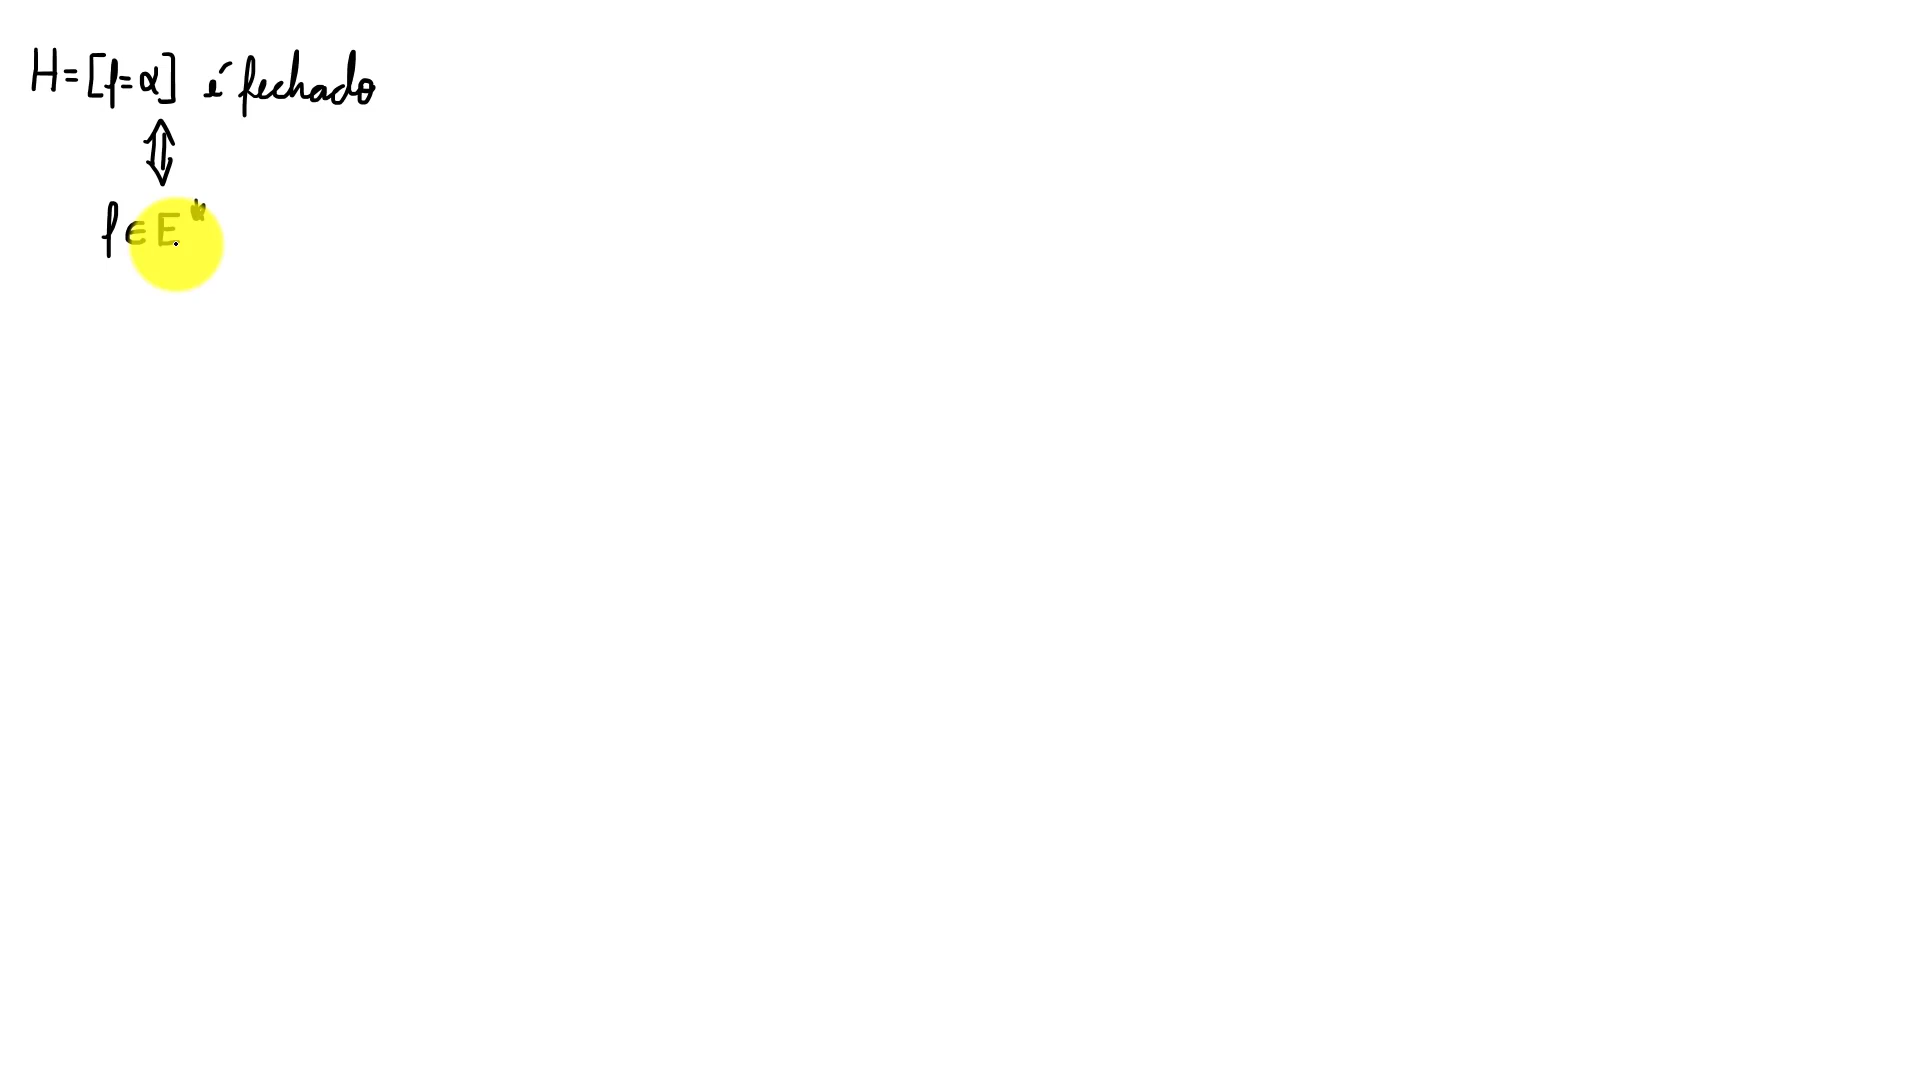 H = [f = α] é fechado
⇕
f ∈ E*